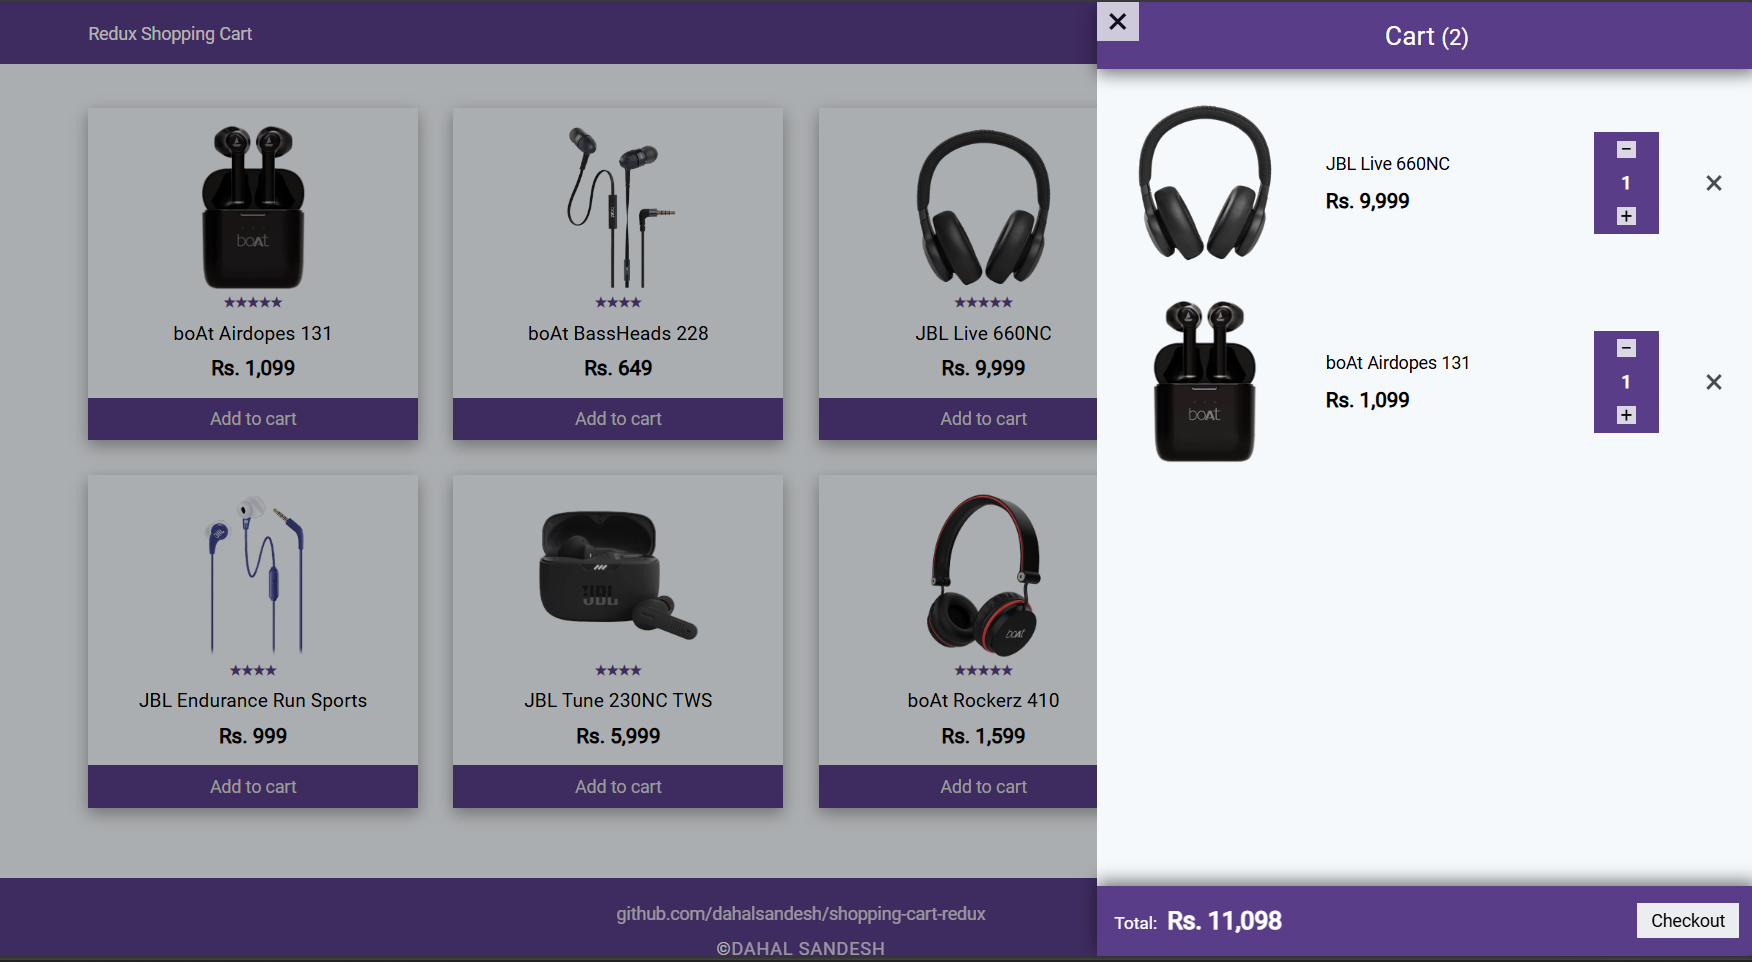 Redux Shopping Cart
boAt
boAt
★★★★★
★★★★
★★★★★
boAt Airdopes 131
boAt BassHeads 228
JBL Live 660NC
Rs. 1,099
Rs. 649
Rs. 9,999
Add to cart
Add to cart
Add to cart
JBL
JBL
boAt
★★★★
★★★★
★★★★★
JBL Endurance Run Sports
JBL Tune 230NC TWS
boAt Rockerz 410
Rs. 999
Rs. 5,999
Rs. 1,599
Add to cart
Add to cart
Add to cart
github.com/dahalsandesh/shopping-cart-redux
©DAHAL SANDESH
×
Cart (2)
JBL Live 660NC
Rs. 9,999
−
1
+
×
boAt
boAt Airdopes 131
Rs. 1,099
−
1
+
×
Total: Rs. 11,098
Checkout